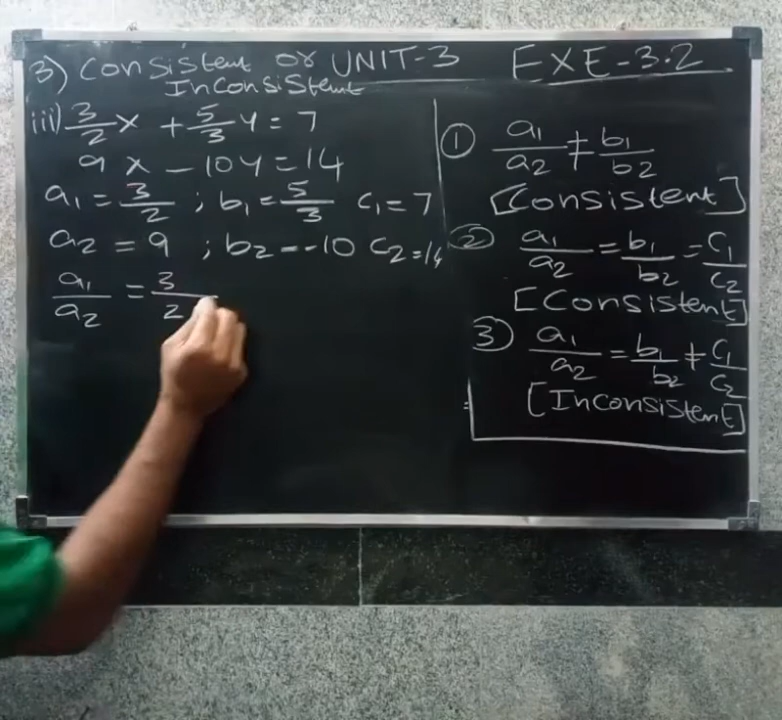 3) Consistent or UNIT-3 EXE-3.2
Inconsistent
iii) 3/2 x + 5/3 y = 7
9x - 10y = 14
a1 = 3/2 ; b1 = 5/3 c1 = 7
a2 = 9 ; b2 = -10 c2 = 14
a1/a2 = 3/2
① a1/a2 ≠ b1/b2
[Consistent]
② a1/a2 = b1/b2 = c1/c2
[Consistent]
3) a1/a2 = b1/b2 ≠ c1/c2
[Inconsistent]